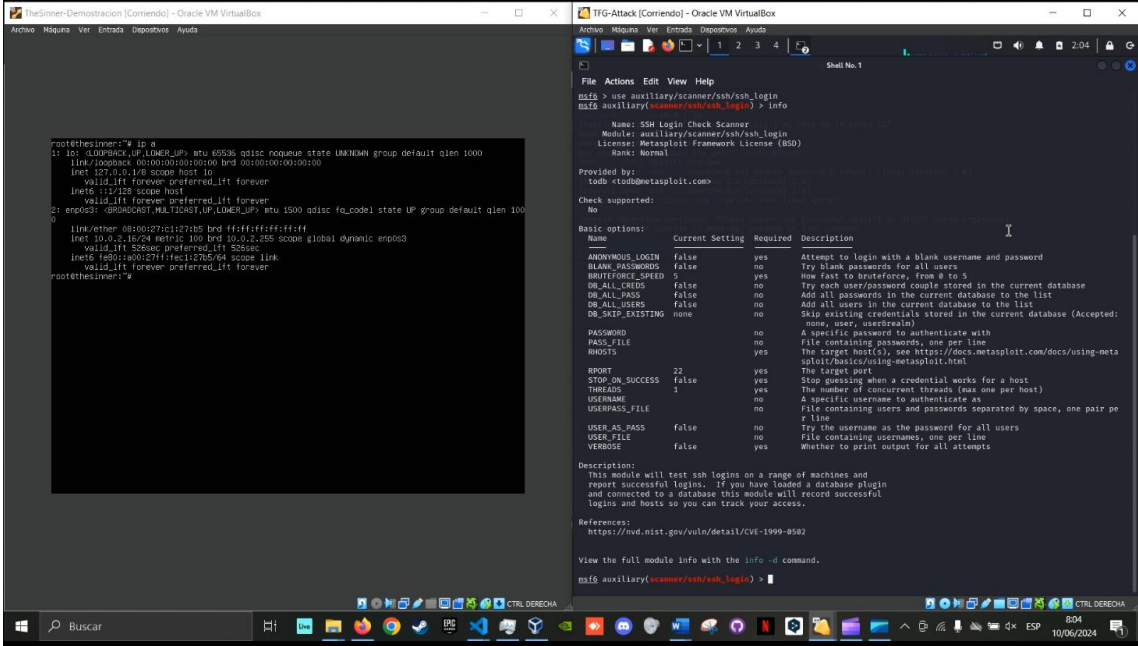 TheSinner-Demostracion [Corriendo] - Oracle VM VirtualBox
Archivo Máquina Ver Entrada Dispositivos Ayuda
root@thesinner:~# ip a
1: lo: <LOOPBACK,UP,LOWER_UP> mtu 65536 qdisc noqueue state UNKNOWN group default qlen 1000
link/loopback 00:00:00:00:00:00 brd 00:00:00:00:00:00
inet 127.0.0.1/8 scope host lo
valid_lft forever preferred_lft forever
inet6 ::1/128 scope host
valid_lft forever preferred_lft forever
2: enp0s3: <BROADCAST,MULTICAST,UP,LOWER_UP> mtu 1500 qdisc fq_codel state UP group default qlen 100
0
link/ether 08:00:27:c1:27:b5 brd ff:ff:ff:ff:ff:ff
inet 10.0.2.16/24 metric 100 brd 10.0.2.255 scope global dynamic enp0s3
valid_lft 526sec preferred_lft 526sec
inet6 fe80::a00:27ff:fec1:27b5/64 scope link
valid_lft forever preferred_lft forever
root@thesinner:~#
CTRL DERECHA
TFG-Attack [Corriendo] - Oracle VM VirtualBox
Archivo Máquina Ver Entrada Dispositivos Ayuda
1 2 3 4
2:04
Shell No. 1
File Actions Edit View Help
msf6 > use auxiliary/scanner/ssh/ssh_login
msf6 auxiliary(scanner/ssh/ssh_login) > info
Name: SSH Login Check Scanner
Module: auxiliary/scanner/ssh/ssh_login
License: Metasploit Framework License (BSD)
Rank: Normal
Provided by:
todb <todb@metasploit.com>
Check supported:
No
Basic options:
Name Current Setting Required Description
ANONYMOUS_LOGIN false yes Attempt to login with a blank username and password
BLANK_PASSWORDS false no Try blank passwords for all users
BRUTEFORCE_SPEED 5 yes How fast to bruteforce, from 0 to 5
DB_ALL_CREDS false no Try each user/password couple stored in the current database
DB_ALL_PASS false no Add all passwords in the current database to the list
DB_ALL_USERS false no Add all users in the current database to the list
DB_SKIP_EXISTING none no Skip existing credentials stored in the current database (Accepted:
none, user, user&realm)
PASSWORD no A specific password to authenticate with
PASS_FILE no File containing passwords, one per line
RHOSTS yes The target host(s), see https://docs.metasploit.com/docs/using-meta
sploit/basics/using-metasploit.html
RPORT 22 yes The target port
STOP_ON_SUCCESS false yes Stop guessing when a credential works for a host
THREADS 1 yes The number of concurrent threads (max one per host)
USERNAME no A specific username to authenticate as
USERPASS_FILE no File containing users and passwords separated by space, one pair pe
r line
USER_AS_PASS false no Try the username as the password for all users
USER_FILE no File containing usernames, one per line
VERBOSE false yes Whether to print output for all attempts
Description:
This module will test ssh logins on a range of machines and
report successful logins. If you have loaded a database plugin
and connected to a database this module will record successful
logins and hosts so you can track your access.
References:
https://nvd.nist.gov/vuln/detail/CVE-1999-0502
View the full module info with the info -d command.
msf6 auxiliary(scanner/ssh/ssh_login) >
CTRL DERECHA
Buscar
Live
EPIC
ESP
8:04
10/06/2024
1